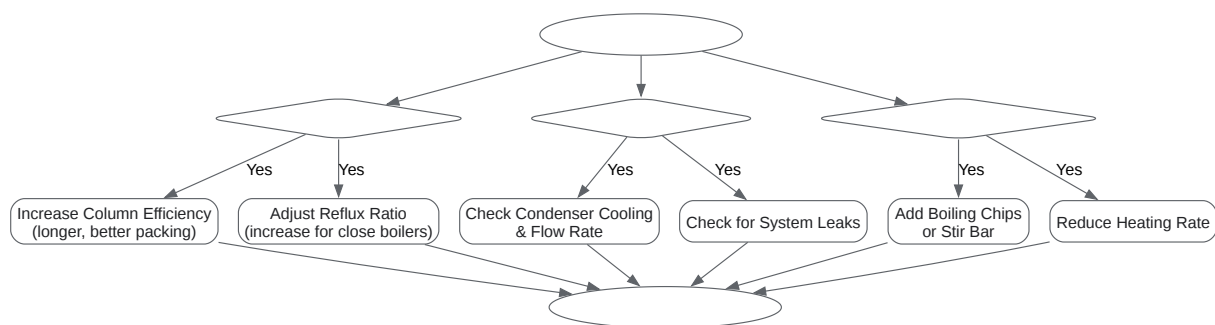 Yes
Yes
Yes
Yes
Yes
Yes
Increase Column Efficiency
(longer, better packing)
Adjust Reflux Ratio
(increase for close boilers)
Check Condenser Cooling
& Flow Rate
Check for System Leaks
Add Boiling Chips
or Stir Bar
Reduce Heating Rate